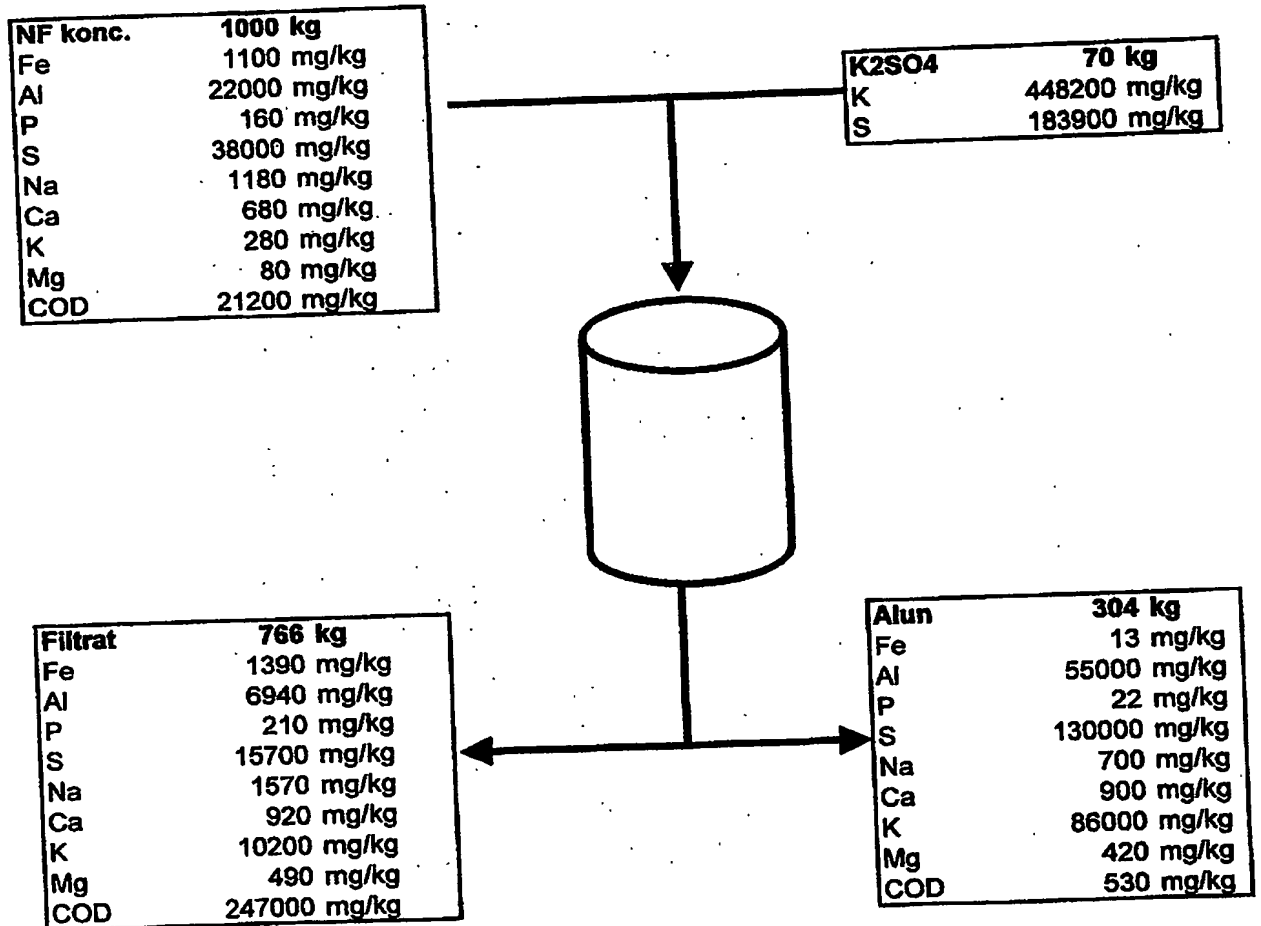 NF konc. 1000 kg
Fe 1100 mg/kg
Al 22000 mg/kg
P 160 mg/kg
S 38000 mg/kg
Na 1180 mg/kg
Ca 680 mg/kg
K 280 mg/kg
Mg 80 mg/kg
COD 21200 mg/kg
K2SO4 70 kg
K 448200 mg/kg
S 183900 mg/kg
Filtrat 766 kg
Fe 1390 mg/kg
Al 6940 mg/kg
P 210 mg/kg
S 15700 mg/kg
Na 1570 mg/kg
Ca 920 mg/kg
K 10200 mg/kg
Mg 490 mg/kg
COD 247000 mg/kg
Alun 304 kg
Fe 13 mg/kg
Al 55000 mg/kg
P 22 mg/kg
S 130000 mg/kg
Na 700 mg/kg
Ca 900 mg/kg
K 86000 mg/kg
Mg 420 mg/kg
COD 530 mg/kg